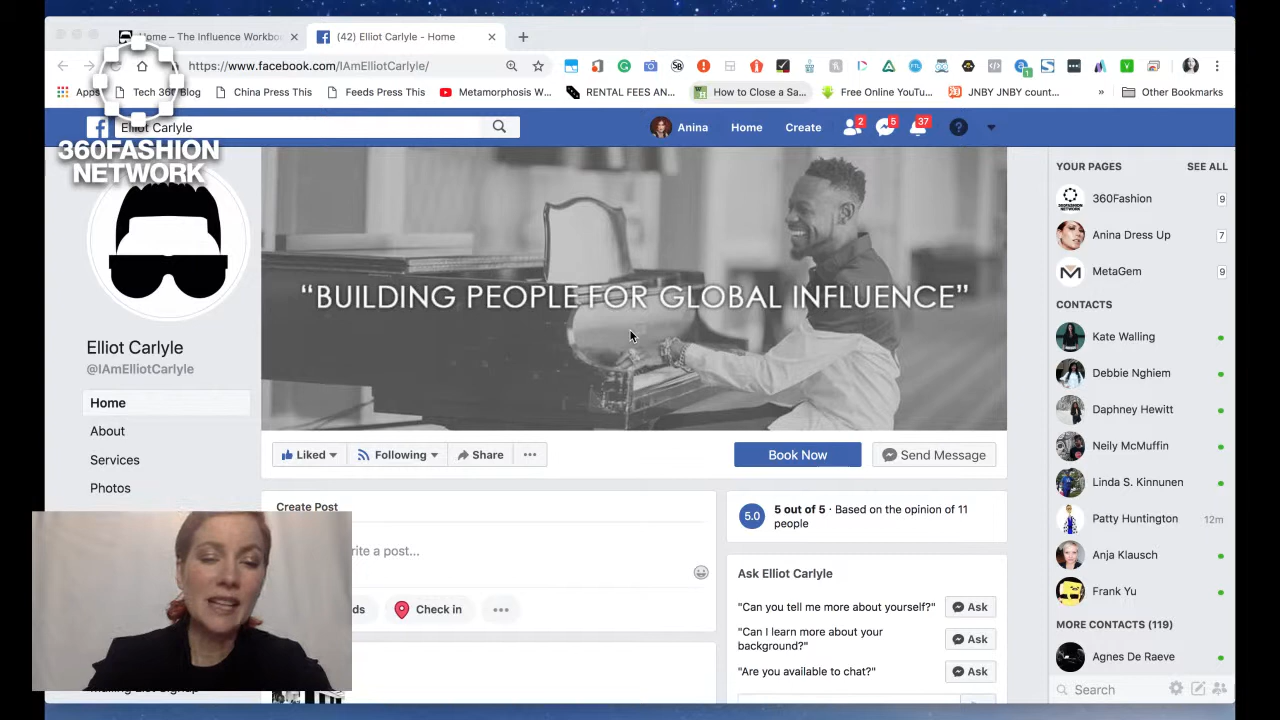 Home – The Influence Workbo
(42) Elliot Carlyle - Home
https://www.facebook.com/IAmElliotCarlyle/
Apps
Tech 360 Blog
China Press This
Feeds Press This
Metamorphosis W...
RENTAL FEES AN...
How to Close a Sa...
Free Online YouTu...
JNBY JNBY count...
»
Other Bookmarks
Elliot Carlyle
Anina
Home
Create
2
5
37
360FASHION
NETWORK
"BUILDING PEOPLE FOR GLOBAL INFLUENCE"
Elliot Carlyle
@IAmElliotCarlyle
Home
About
Services
Photos
Liked
Following
Share
Book Now
Send Message
Create Post
rite a post...
ds
Check in
5.0
5 out of 5 · Based on the opinion of 11
people
Ask Elliot Carlyle
"Can you tell me more about yourself?"
Ask
"Can I learn more about your
background?"
Ask
"Are you available to chat?"
Ask
YOUR PAGES
SEE ALL
360Fashion
9
Anina Dress Up
7
MetaGem
9
CONTACTS
Kate Walling
Debbie Nghiem
Daphney Hewitt
Neily McMuffin
Linda S. Kinnunen
Patty Huntington
12m
Anja Klausch
Frank Yu
MORE CONTACTS (119)
Agnes De Raeve
Search